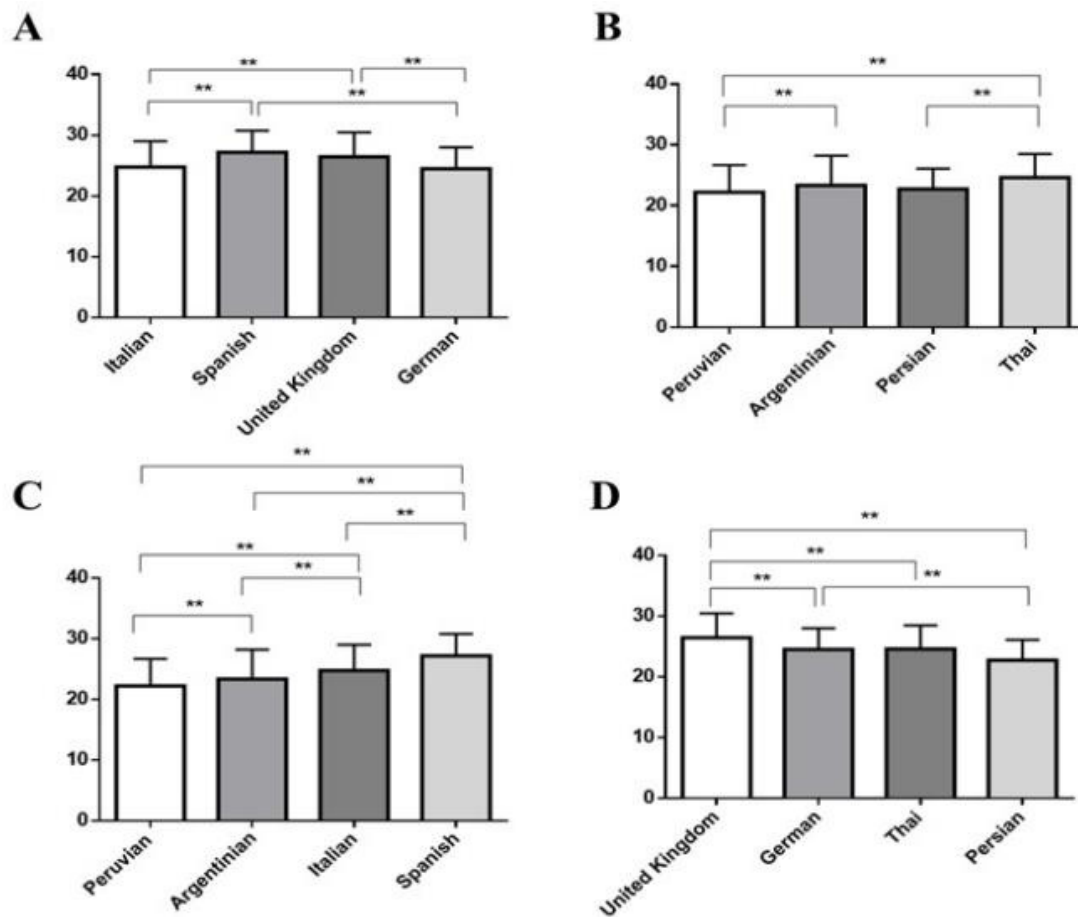 A
**
**
**
**
40
30
20
10
0
Italian
Spanish
United Kingdom
German
B
**
**
**
40
30
20
10
0
Peruvian
Argentinian
Persian
Thai
C
**
**
**
**
**
**
40
30
20
10
0
Peruvian
Argentinian
Italian
Spanish
D
**
**
**
**
40
30
20
10
0
United Kingdom
German
Thai
Persian